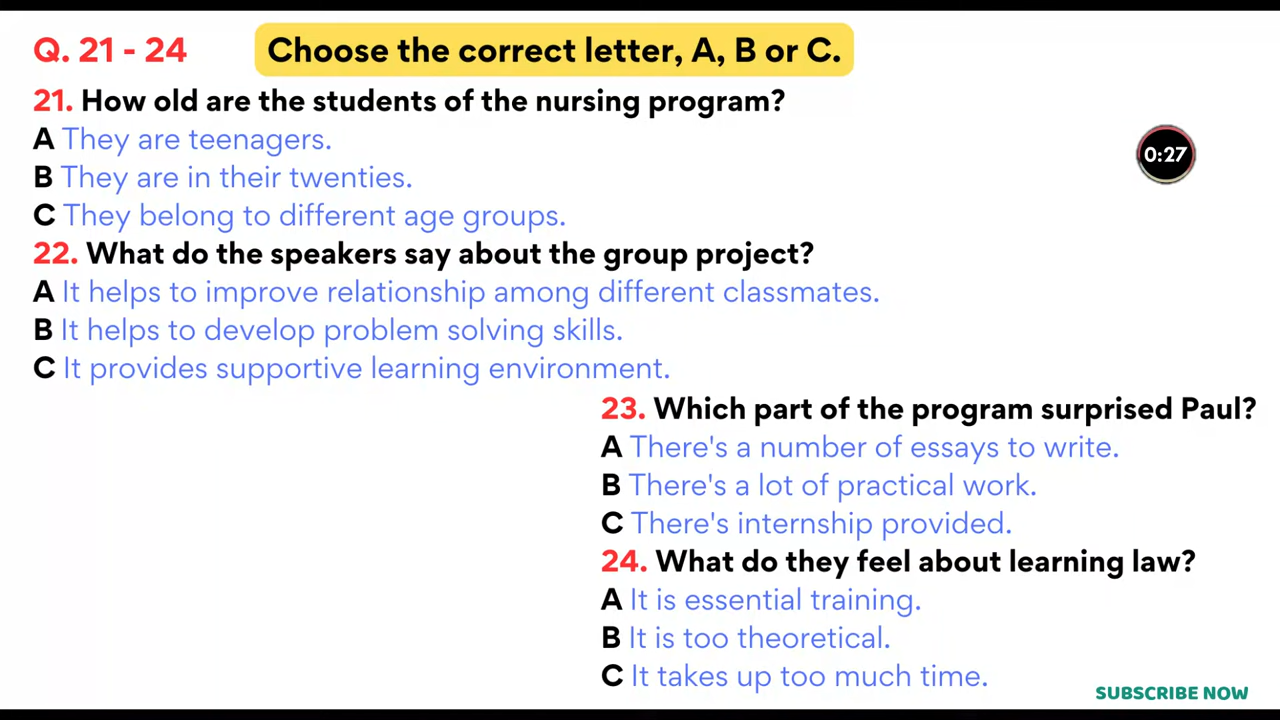 Q. 21 - 24
Choose the correct letter, A, B or C.
21. How old are the students of the nursing program?
A They are teenagers.
B They are in their twenties.
C They belong to different age groups.
0:27
22. What do the speakers say about the group project?
A It helps to improve relationship among different classmates.
B It helps to develop problem solving skills.
C It provides supportive learning environment.
23. Which part of the program surprised Paul?
A There's a number of essays to write.
B There's a lot of practical work.
C There's internship provided.
24. What do they feel about learning law?
A It is essential training.
B It is too theoretical.
C It takes up too much time.
SUBSCRIBE NOW